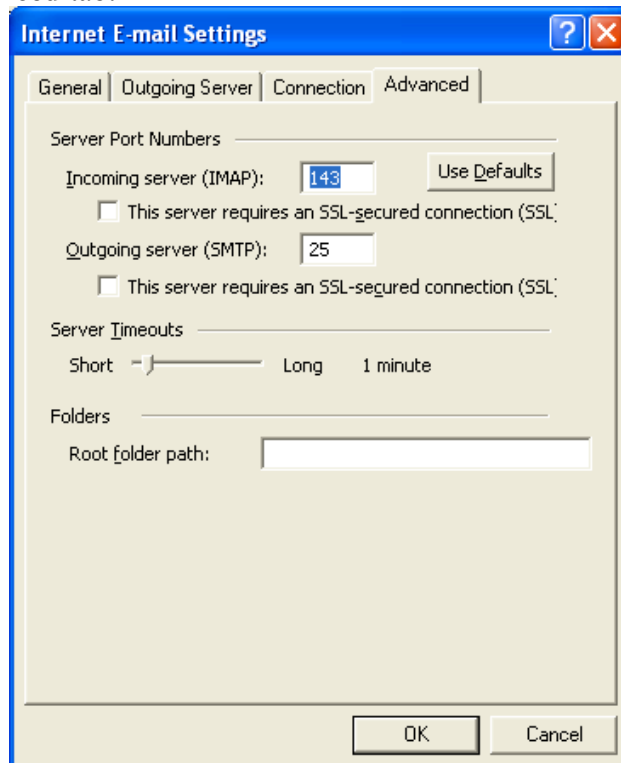 Internet E-mail Settings
General Outgoing Server Connection Advanced
Server Port Numbers
Incoming server (IMAP): 143 Use Defaults
This server requires an SSL-secured connection (SSL)
Outgoing server (SMTP): 25
This server requires an SSL-secured connection (SSL)
Server Timeouts
Short Long 1 minute
Folders
Root folder path:
OK Cancel